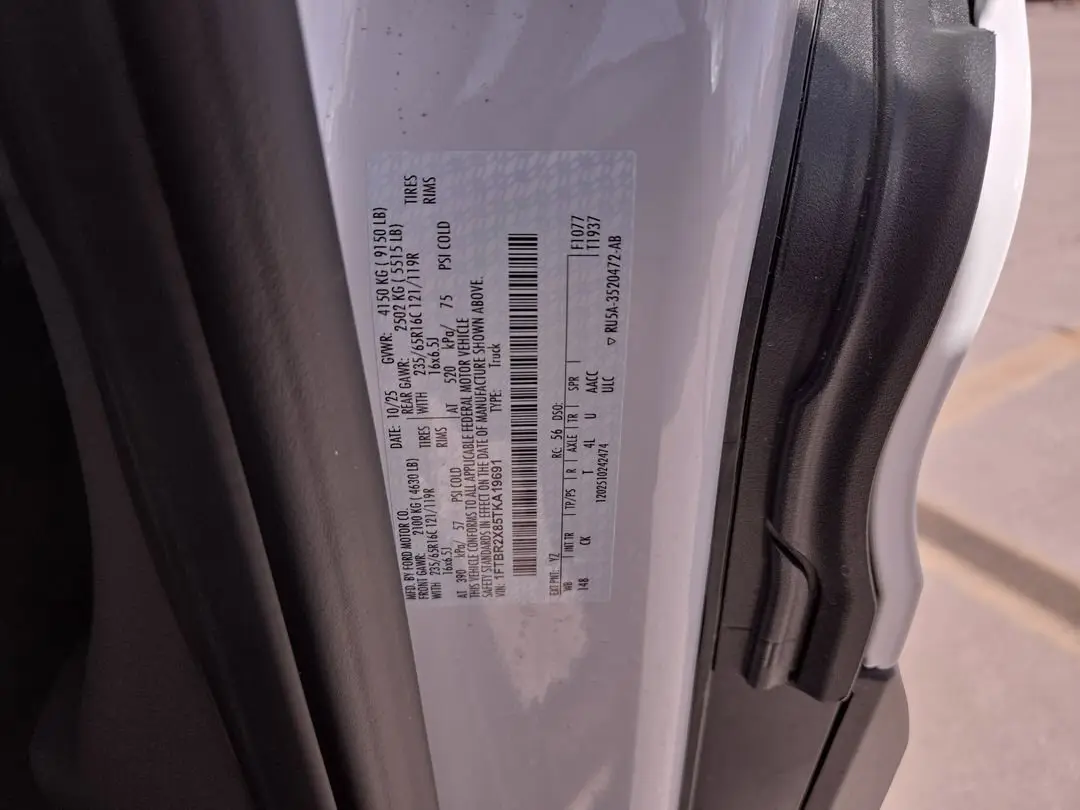 MFD. BY FORD MOTOR CO.
DATE: 10/25 GVWR: 4150 KG ( 9150 LB)
FRONT GAWR: 2100 KG ( 4630 LB) REAR GAWR: 2502 KG ( 5515 LB)
WITH 235/65R16C 121/119R TIRES WITH 235/65R16C 121/119R TIRES
16x6.5J RIMS 16x6.5J RIMS
AT 390 kPa/ 57 PSI COLD AT 520 kPa/ 75 PSI COLD
THIS VEHICLE CONFORMS TO ALL APPLICABLE FEDERAL MOTOR VEHICLE
SAFETY STANDARDS IN EFFECT ON THE DATE OF MANUFACTURE SHOWN ABOVE.
VIN: 1FTBR2X85TKA19691 TYPE: Truck
EXT PNT: YZ RC: 56 DSO: F1077
WB INT TR TP/PS R AXLE TR SPR T1937
148 CK T 4L U AACC
ULC
1202510242474 ▽ RU5A-3520472-AB